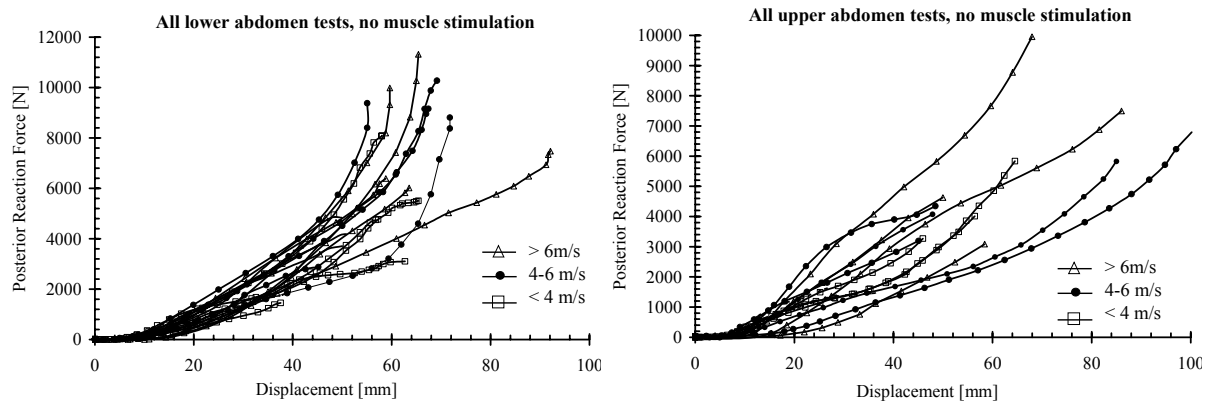 All lower abdomen tests, no muscle stimulation
12000
10000
8000
6000
4000
2000
0
Posterior Reaction Force [N]
> 6m/s
4-6 m/s
< 4 m/s
0 20 40 60 80 100
Displacement [mm]
All upper abdomen tests, no muscle stimulation
10000
9000
8000
7000
6000
5000
4000
3000
2000
1000
0
Posterior Reaction Force [N]
> 6m/s
4-6 m/s
< 4 m/s
0 20 40 60 80 100
Displacement [mm]